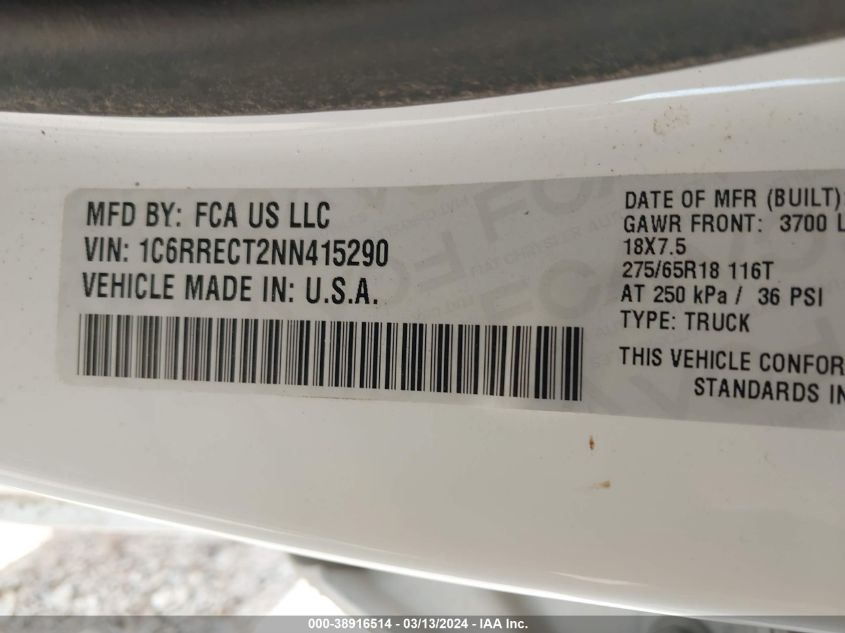 MFD BY: FCA US LLC
VIN: 1C6RRECT2NN415290
VEHICLE MADE IN: U.S.A.
DATE OF MFR (BUILT):
GAWR FRONT: 3700 L
18X7.5
275/65R18 116T
AT 250 kPa / 36 PSI
TYPE: TRUCK
THIS VEHICLE CONFOR
STANDARDS IN
000-38916514 - 03/13/2024 - IAA Inc.